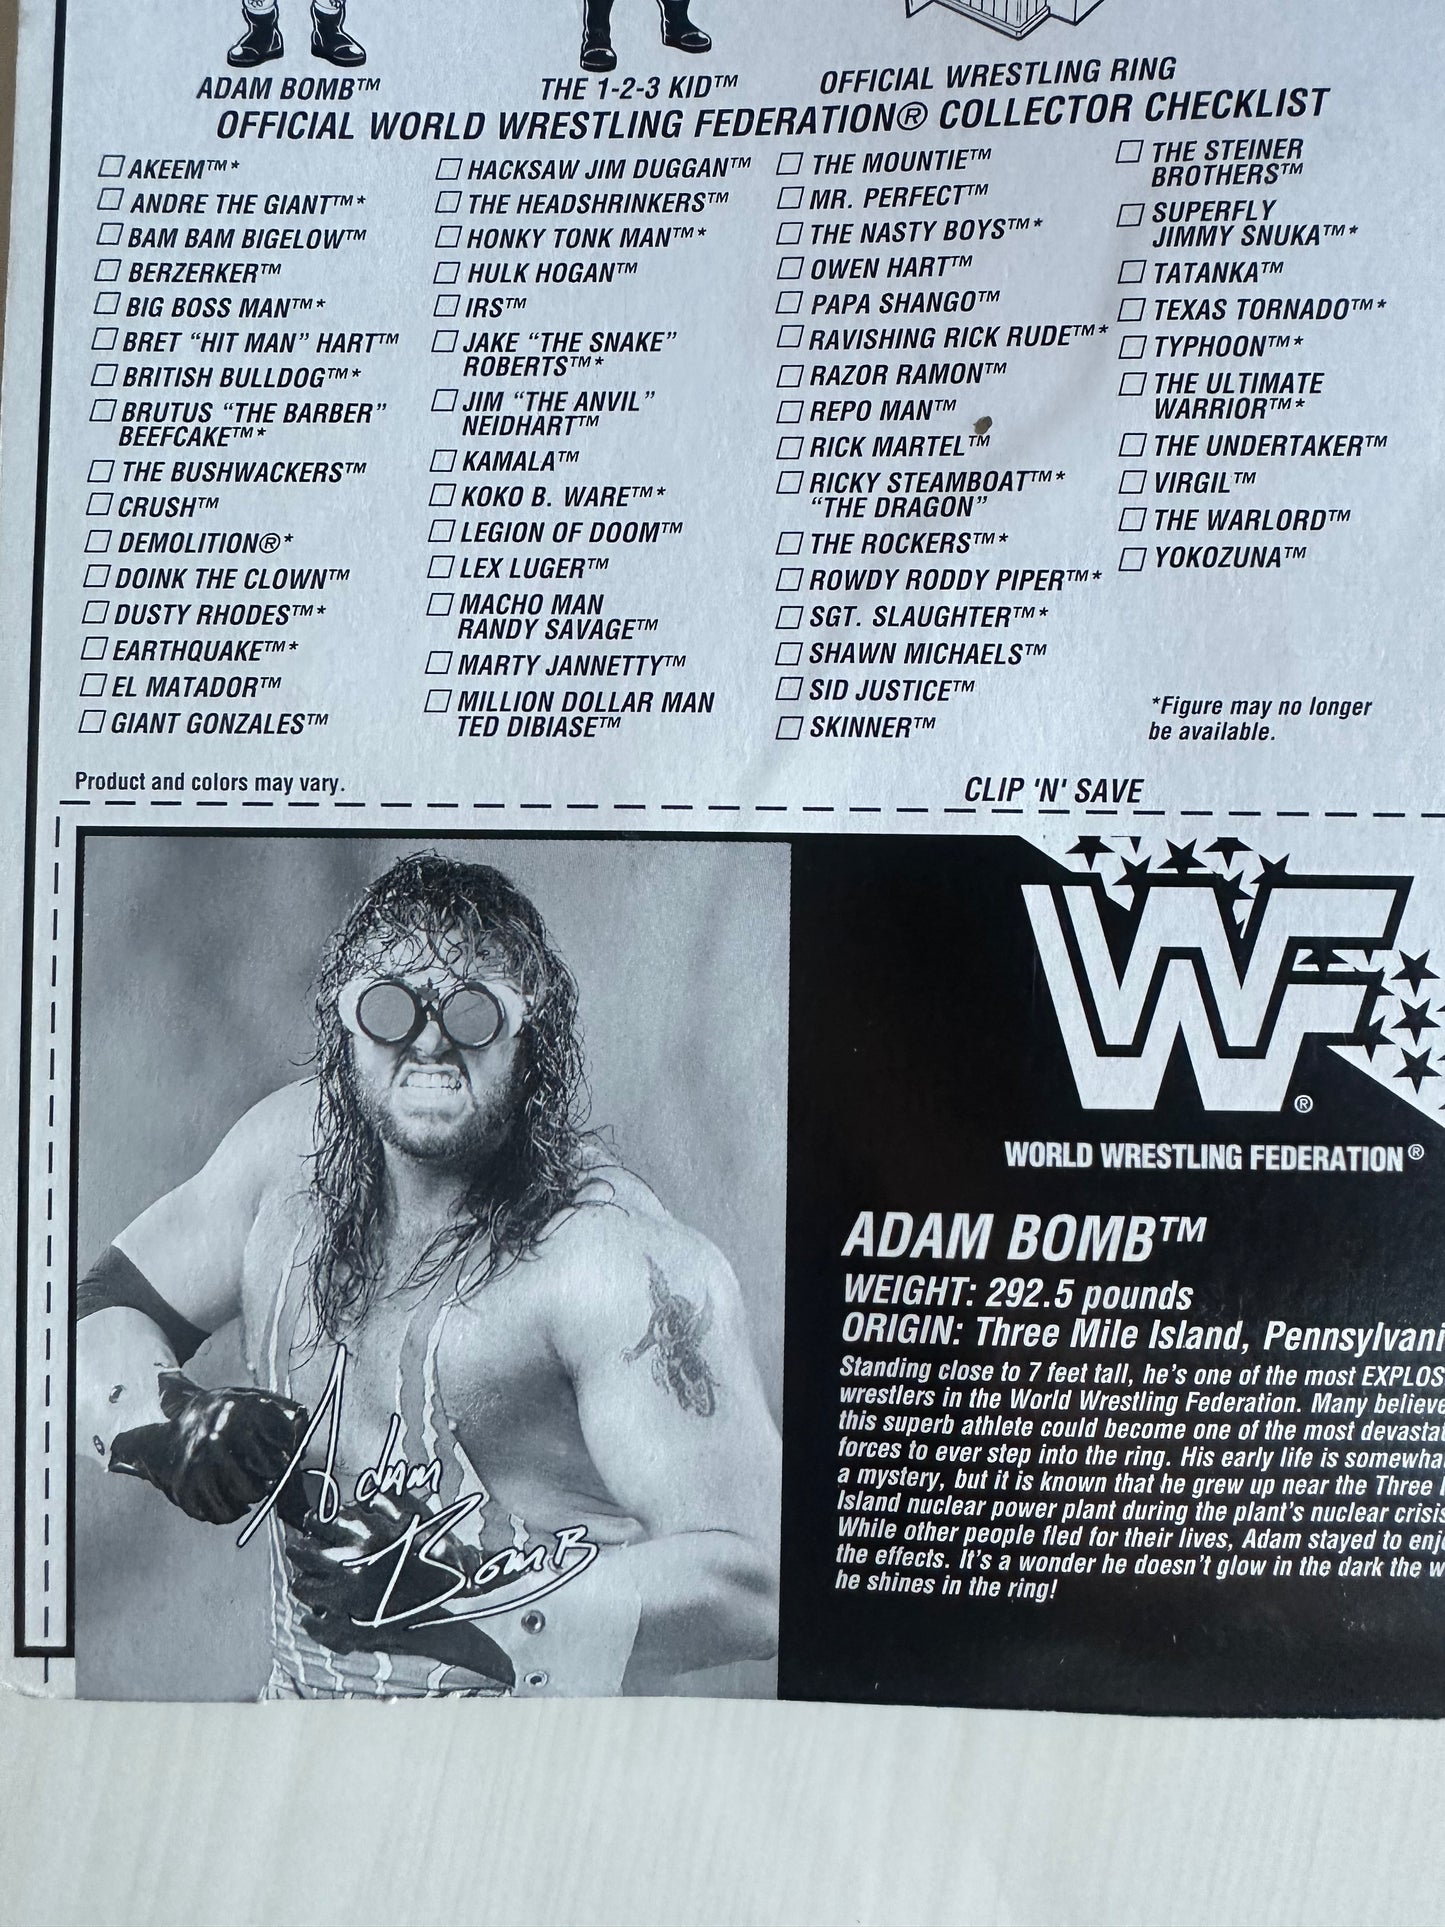 ADAM BOMB™
THE 1-2-3 KID™
OFFICIAL WRESTLING RING
OFFICIAL WORLD WRESTLING FEDERATION® COLLECTOR CHECKLIST
AKEEM™*
ANDRE THE GIANT™*
BAM BAM BIGELOW™
BERZERKER™
BIG BOSS MAN™*
BRET “HIT MAN” HART™
BRITISH BULLDOG™*
BRUTUS “THE BARBER”
BEEFCAKE™*
THE BUSHWACKERS™
CRUSH™
DEMOLITION®*
DOINK THE CLOWN™
DUSTY RHODES™*
EARTHQUAKE™*
EL MATADOR™
GIANT GONZALES™
HACKSAW JIM DUGGAN™
THE HEADSHRINKERS™
HONKY TONK MAN™*
HULK HOGAN™
IRS™
JAKE “THE SNAKE”
ROBERTS™*
JIM “THE ANVIL”
NEIDHART™
KAMALA™
KOKO B. WARE™*
LEGION OF DOOM™
LEX LUGER™
MACHO MAN
RANDY SAVAGE™
MARTY JANNETTY™
MILLION DOLLAR MAN
TED DIBIASE™
THE MOUNTIE™
MR. PERFECT™
THE NASTY BOYS™*
OWEN HART™
PAPA SHANGO™
RAVISHING RICK RUDE™*
RAZOR RAMON™
REPO MAN™
RICK MARTEL™
RICKY STEAMBOAT™*
“THE DRAGON”
THE ROCKERS™*
ROWDY RODDY PIPER™*
SGT. SLAUGHTER™*
SHAWN MICHAELS™
SID JUSTICE™
SKINNER™
THE STEINER
BROTHERS™
SUPERFLY
JIMMY SNUKA™*
TATANKA™
TEXAS TORNADO™*
TYPHOON™*
THE ULTIMATE
WARRIOR™*
THE UNDERTAKER™
VIRGIL™
THE WARLORD™
YOKOZUNA™
*Figure may no longer
be available.
Product and colors may vary.
CLIP 'N' SAVE
WF
®
WORLD WRESTLING FEDERATION®
ADAM BOMB™
WEIGHT: 292.5 pounds
ORIGIN: Three Mile Island, Pennsylvani
Standing close to 7 feet tall, he's one of the most EXPLOS
wrestlers in the World Wrestling Federation. Many believe
this superb athlete could become one of the most devasta
forces to ever step into the ring. His early life is somewha
a mystery, but it is known that he grew up near the Three
Island nuclear power plant during the plant's nuclear crisis
While other people fled for their lives, Adam stayed to enj
the effects. It's a wonder he doesn't glow in the dark the w
he shines in the ring!
Adam
Bomb